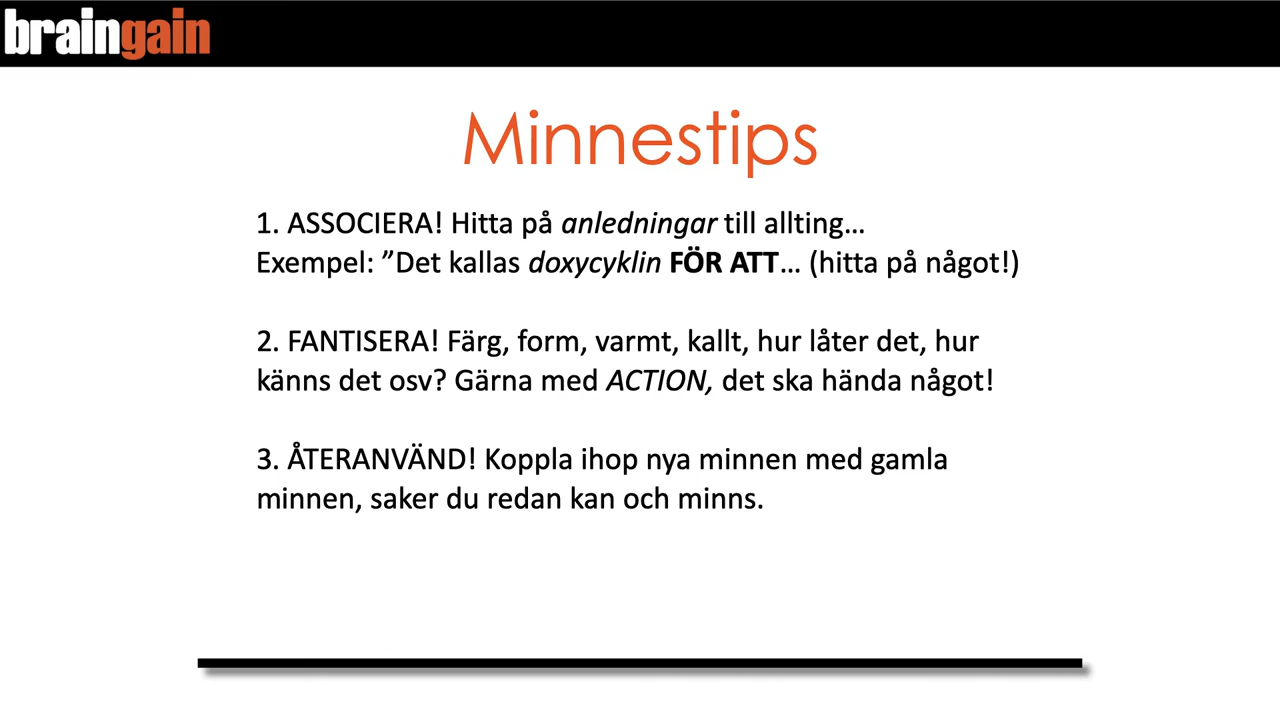 braingain
Minnestips
1. ASSOCIERA! Hitta på anledningar till allting…
Exempel: ”Det kallas doxycyklin FÖR ATT… (hitta på något!)
2. FANTISERA! Färg, form, varmt, kallt, hur låter det, hur
känns det osv? Gärna med ACTION, det ska hända något!
3. ÅTERANVÄND! Koppla ihop nya minnen med gamla
minnen, saker du redan kan och minns.